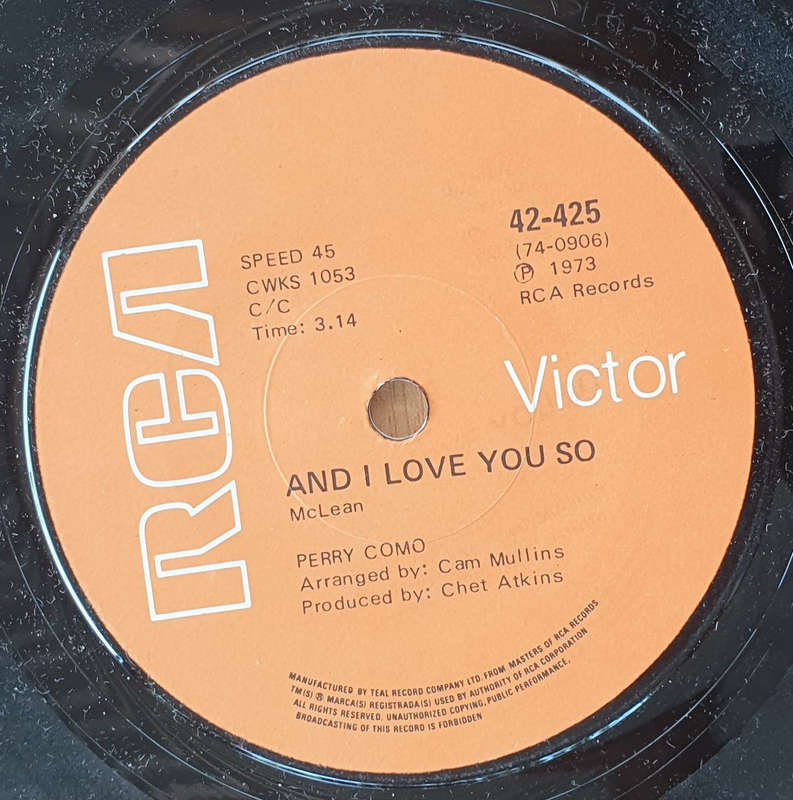 RCA
SPEED 45
CWKS 1053
C/C
Time: 3.14
42-425
(74-0906)
Ⓟ 1973
RCA Records
Victor
AND I LOVE YOU SO
McLean
PERRY COMO
Arranged by: Cam Mullins
Produced by: Chet Atkins
MANUFACTURED BY TEAL RECORD COMPANY LTD. FROM MASTERS OF RCA RECORDS
TM(S) ® MARCA(S) REGISTRADA(S) USED BY AUTHORITY OF RCA CORPORATION
ALL RIGHTS RESERVED. UNAUTHORIZED COPYING, PUBLIC PERFORMANCE,
BROADCASTING OF THIS RECORD IS FORBIDDEN